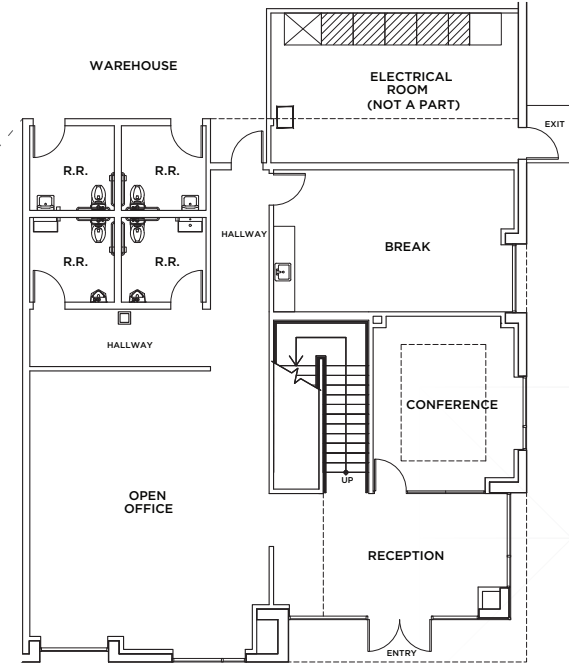 WAREHOUSE
ELECTRICAL
ROOM
(NOT A PART)
EXIT
R.R.
R.R.
HALLWAY
BREAK
R.R.
R.R.
HALLWAY
CONFERENCE
UP
OPEN
OFFICE
RECEPTION
ENTRY